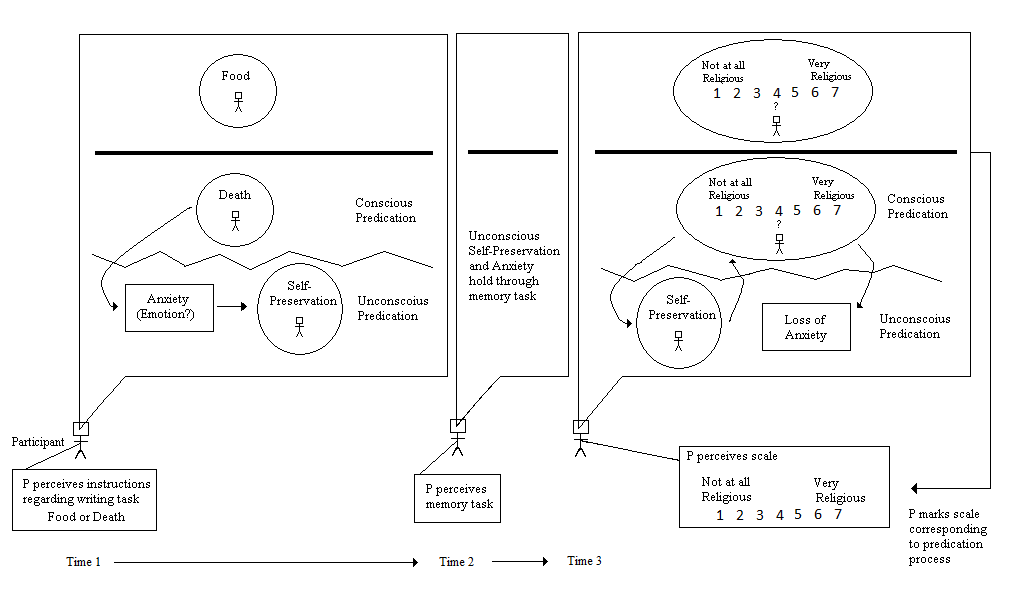 Food
Death
Conscious
Predication
Anxiety
(Emotion?)
Self-
Preservation
Unconscoius
Predication
Participant
P perceives instructions
regarding writing task
Food or Death
Time 1
Unconscious
Self-Preservation
and Anxiety
hold through
memory task
P perceives
memory task
Time 2
Not at all
Religious
Very
Religious
1 2 3 4 5 6 7
?
Not at all
Religious
Very
Religious
1 2 3 4 5 6 7
?
Conscious
Predication
Self-
Preservation
Loss of
Anxiety
Unconscoius
Predication
P perceives scale
Not at all
Religious
Very
Religious
1 2 3 4 5 6 7
P marks scale
corresponding
to predication
process
Time 3